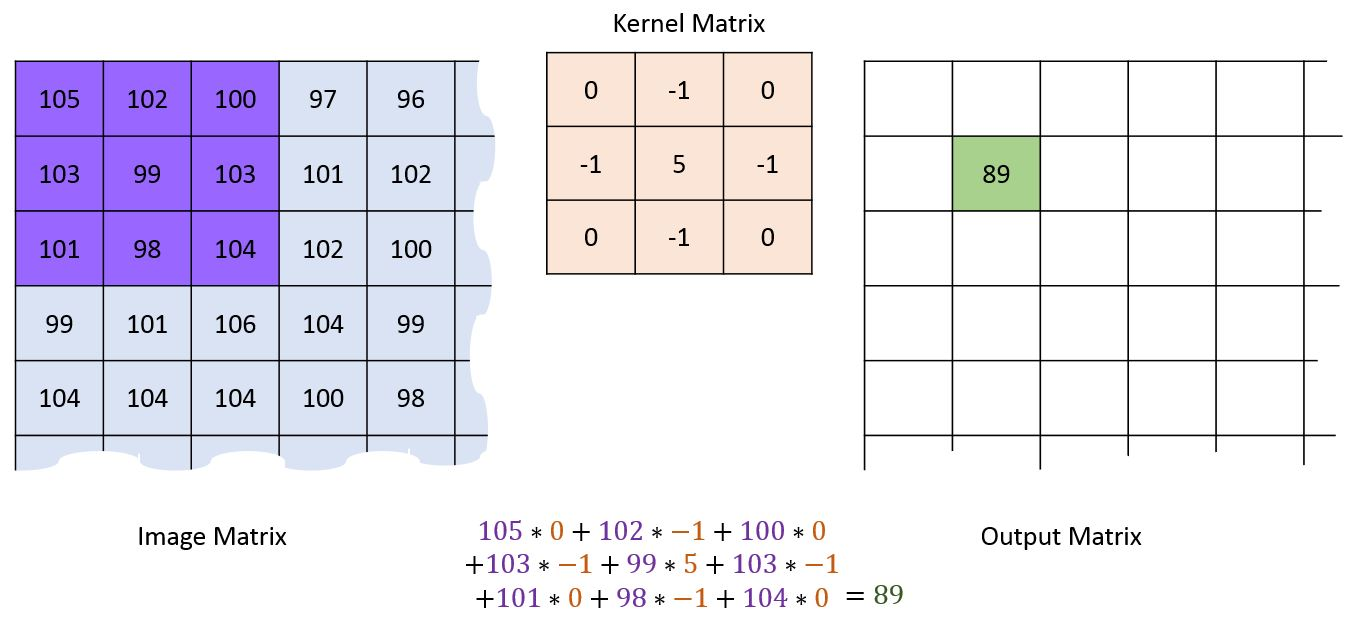 Kernel Matrix
105 102 100 97 96
103 99 103 101 102
101 98 104 102 100
99 101 106 104 99
104 104 104 100 98
0 -1 0
-1 5 -1
0 -1 0
89
Image Matrix
105 ∗ 0 + 102 ∗ −1 + 100 ∗ 0
+103 ∗ −1 + 99 ∗ 5 + 103 ∗ −1
+101 ∗ 0 + 98 ∗ −1 + 104 ∗ 0 = 89
Output Matrix